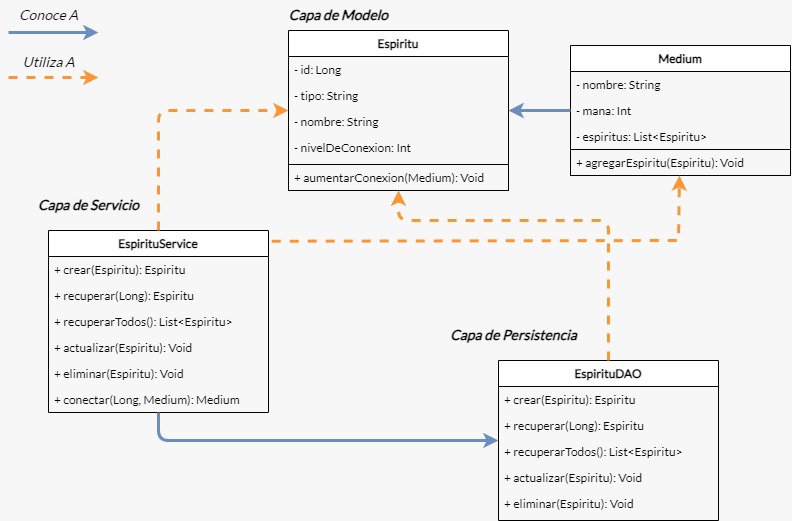 Conoce A
Utiliza A
Capa de Modelo
Espiritu
- id: Long
- tipo: String
- nombre: String
- nivelDeConexion: Int
+ aumentarConexion(Medium): Void
Medium
- nombre: String
- mana: Int
- espiritus: List<Espiritu>
+ agregarEspiritu(Espiritu): Void
Capa de Servicio
EspirituService
+ crear(Espiritu): Espiritu
+ recuperar(Long): Espiritu
+ recuperarTodos(): List<Espiritu>
+ actualizar(Espiritu): Void
+ eliminar(Espiritu): Void
+ conectar(Long, Medium): Medium
Capa de Persistencia
EspirituDAO
+ crear(Espiritu): Espiritu
+ recuperar(Long): Espiritu
+ recuperarTodos(): List<Espiritu>
+ actualizar(Espiritu): Void
+ eliminar(Espiritu): Void